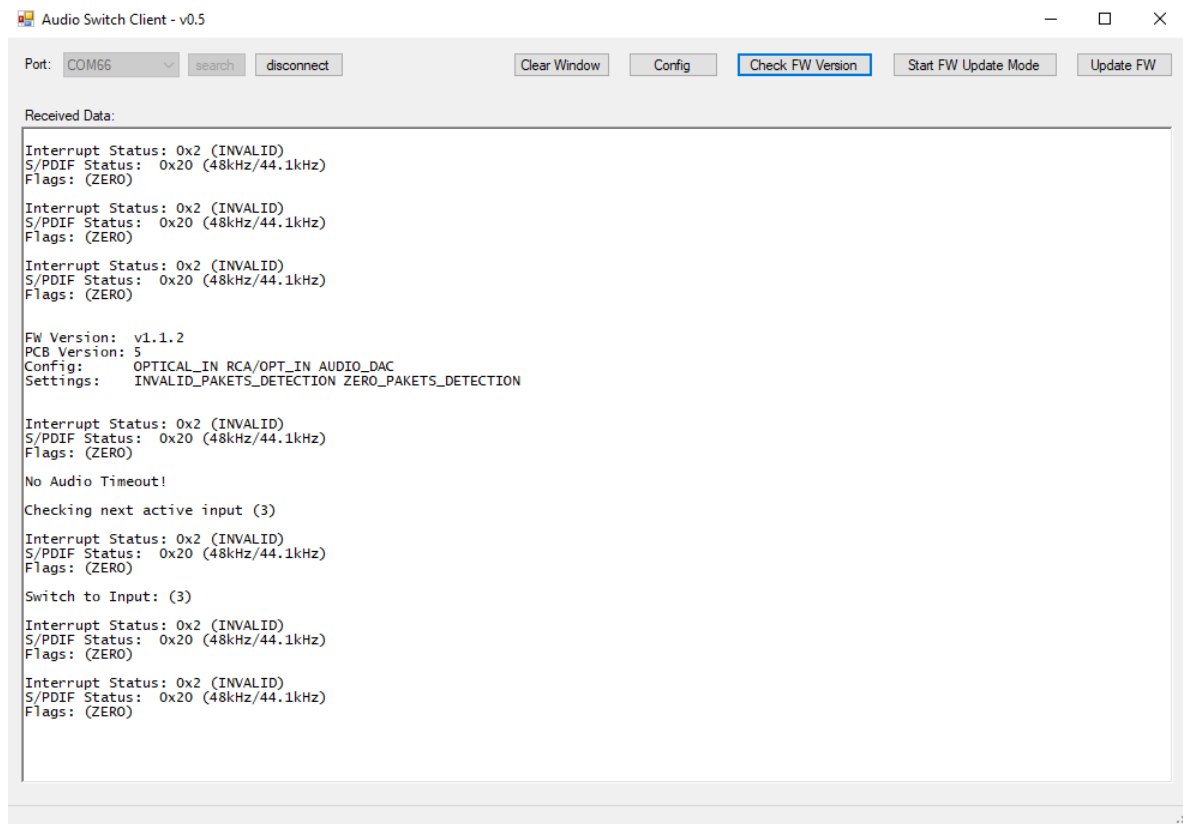 Audio Switch Client - v0.5
Port: COM66 search disconnect Clear Window Config Check FW Version Start FW Update Mode Update FW
Received Data:
Interrupt Status: 0x2 (INVALID)
S/PDIF Status:  0x20 (48kHz/44.1kHz)
Flags: (ZERO)
Interrupt Status: 0x2 (INVALID)
S/PDIF Status:  0x20 (48kHz/44.1kHz)
Flags: (ZERO)
Interrupt Status: 0x2 (INVALID)
S/PDIF Status:  0x20 (48kHz/44.1kHz)
Flags: (ZERO)
FW Version:  v1.1.2
PCB Version: 5
Config:      OPTICAL_IN RCA/OPT_IN AUDIO_DAC
Settings:    INVALID_PAKETS_DETECTION ZERO_PAKETS_DETECTION
Interrupt Status: 0x2 (INVALID)
S/PDIF Status:  0x20 (48kHz/44.1kHz)
Flags: (ZERO)
No Audio Timeout!
Checking next active input (3)
Interrupt Status: 0x2 (INVALID)
S/PDIF Status:  0x20 (48kHz/44.1kHz)
Flags: (ZERO)
Switch to Input: (3)
Interrupt Status: 0x2 (INVALID)
S/PDIF Status:  0x20 (48kHz/44.1kHz)
Flags: (ZERO)
Interrupt Status: 0x2 (INVALID)
S/PDIF Status:  0x20 (48kHz/44.1kHz)
Flags: (ZERO)